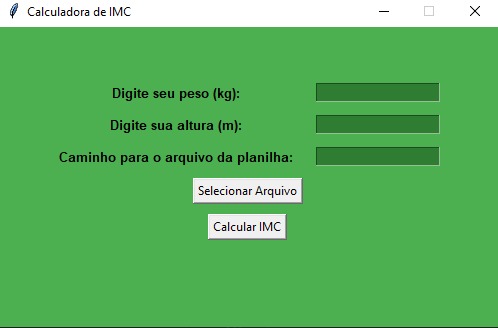 Calculadora de IMC
Digite seu peso (kg):
Digite sua altura (m):
Caminho para o arquivo da planilha:
Selecionar Arquivo
Calcular IMC